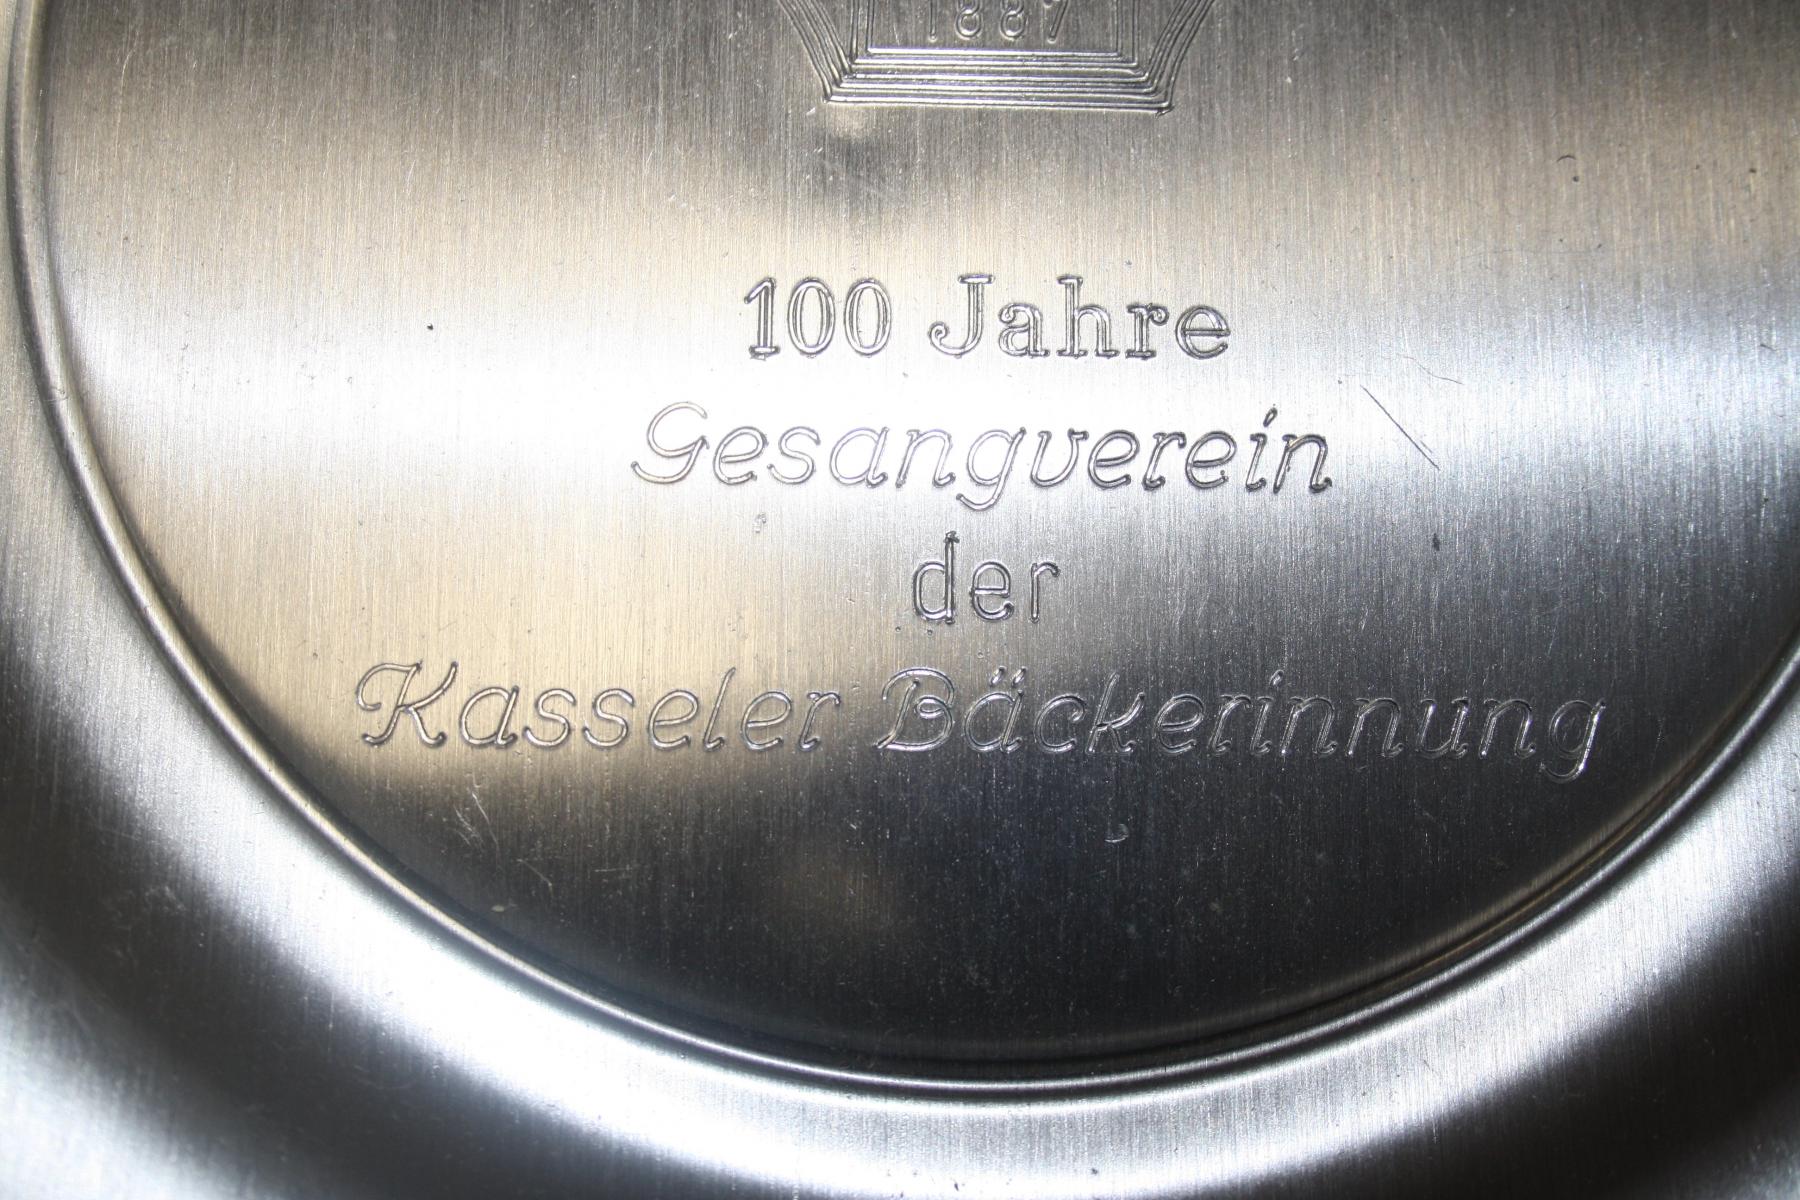 1887
100 Jahre
Gesangverein
der
Kasseler Bäckerinnung